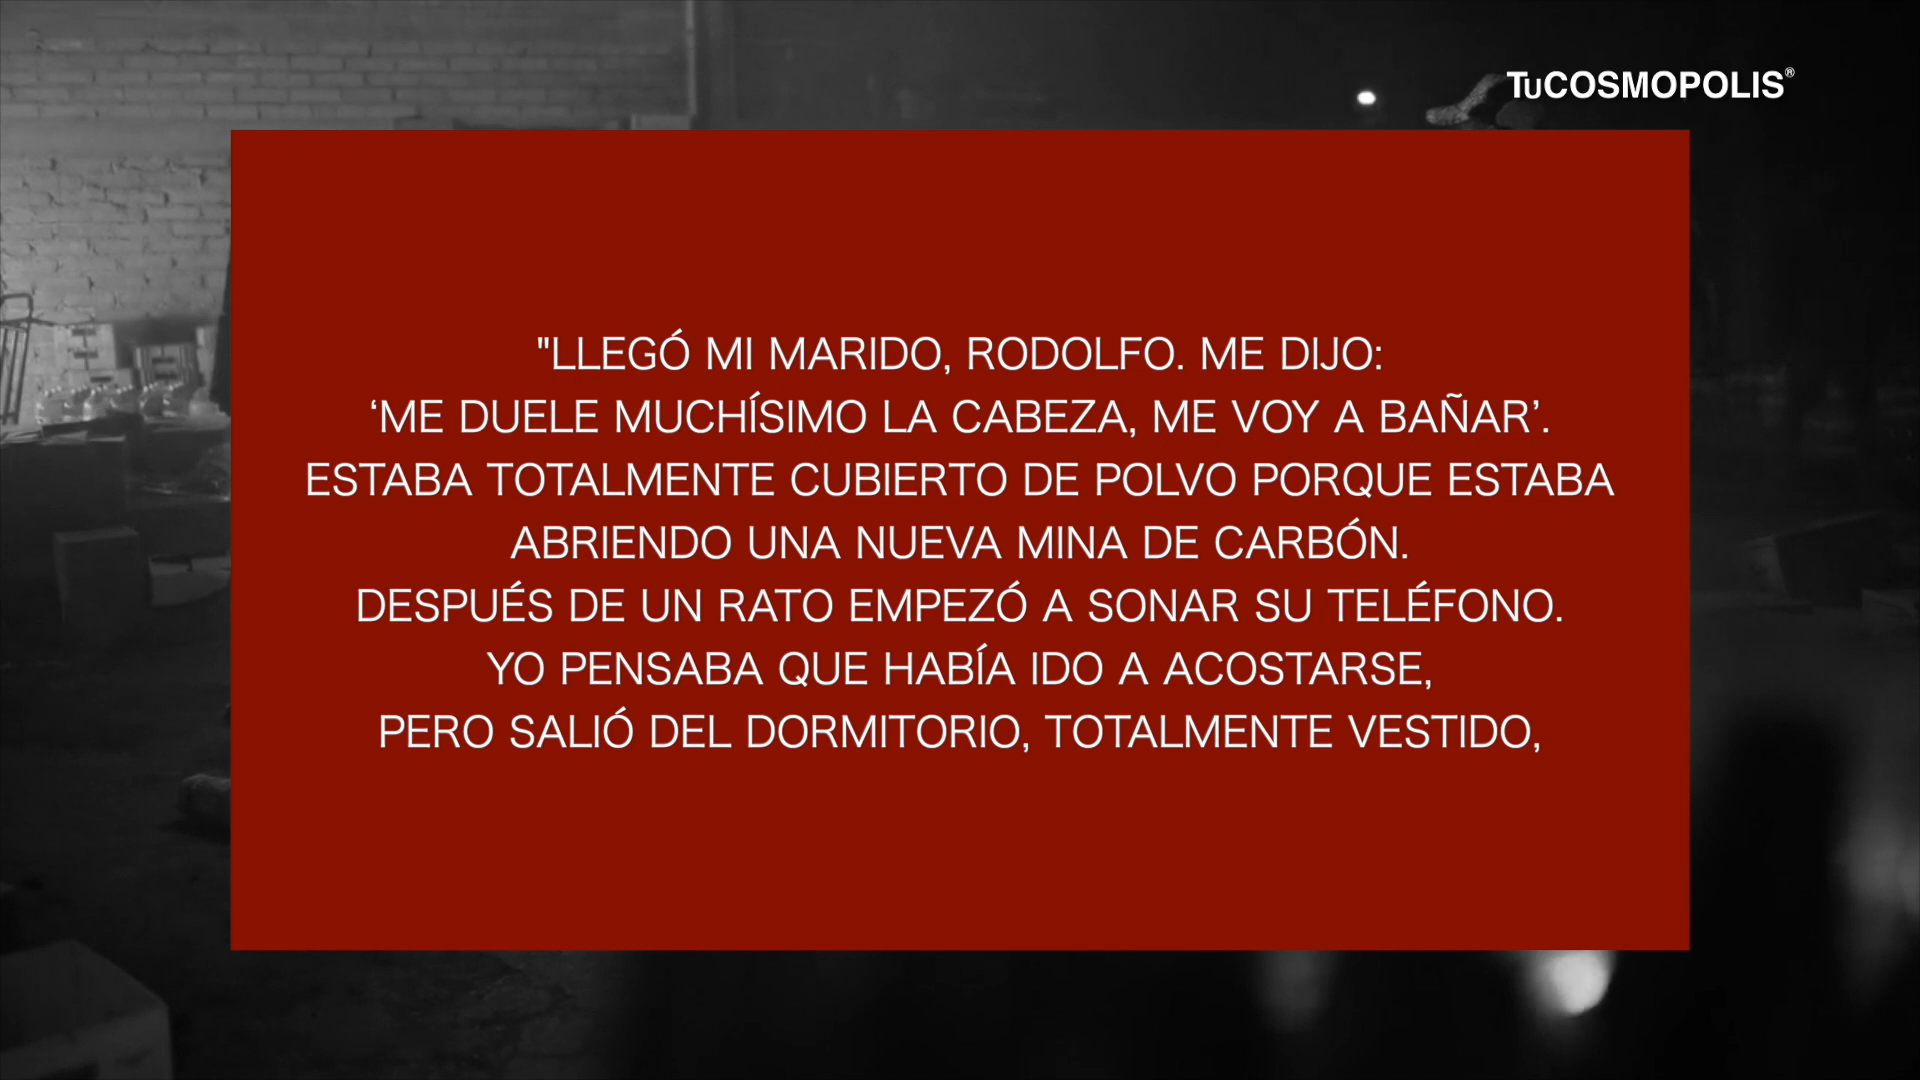 TuCOSMOPOLIS®
"LLEGÓ MI MARIDO, RODOLFO. ME DIJO:
‘ME DUELE MUCHÍSIMO LA CABEZA, ME VOY A BAÑAR’.
ESTABA TOTALMENTE CUBIERTO DE POLVO PORQUE ESTABA
ABRIENDO UNA NUEVA MINA DE CARBÓN.
DESPUÉS DE UN RATO EMPEZÓ A SONAR SU TELÉFONO.
YO PENSABA QUE HABÍA IDO A ACOSTARSE,
PERO SALIÓ DEL DORMITORIO, TOTALMENTE VESTIDO,